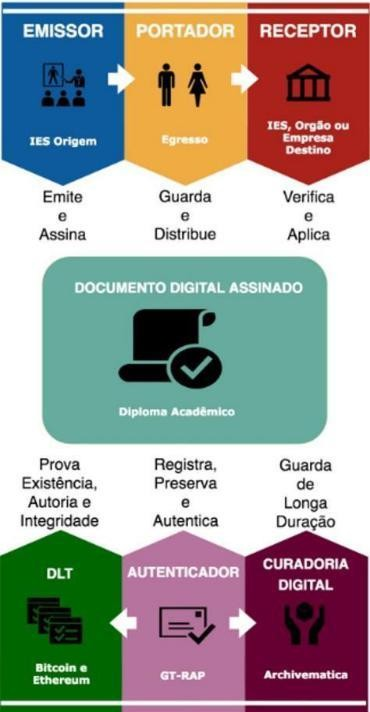 EMISSOR
PORTADOR
RECEPTOR
IES Origem
Egresso
IES, Orgão ou
Empresa
Destino
Emite
e
Assina
Guarda
e
Distribue
Verifica
e
Aplica
DOCUMENTO DIGITAL ASSINADO
Diploma Acadêmico
Prova
Existência,
Autoria e
Integridade
Registra,
Preserva
e
Autentica
Guarda
de
Longa
Duração
DLT
AUTENTICADOR
CURADORIA
DIGITAL
Bitcoin e
Ethereum
GT-RAP
Archivematica